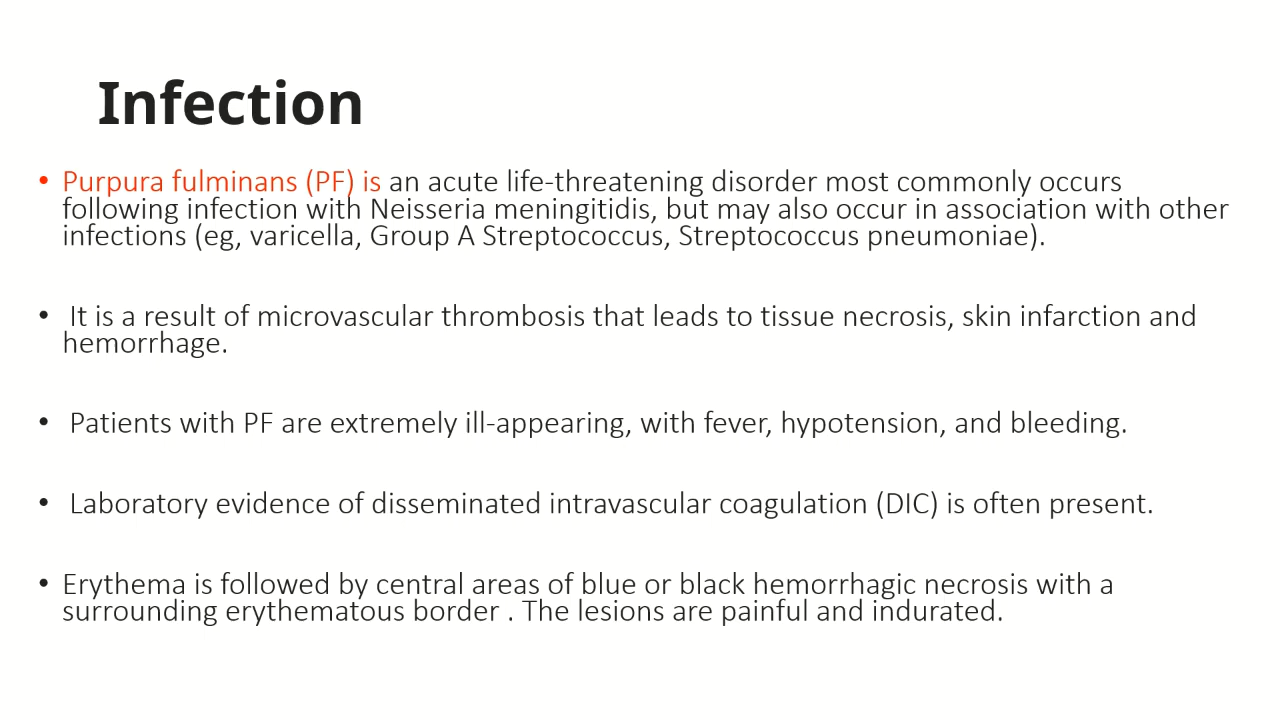 Infection
• Purpura fulminans (PF) is an acute life-threatening disorder most commonly occurs
following infection with Neisseria meningitidis, but may also occur in association with other
infections (eg, varicella, Group A Streptococcus, Streptococcus pneumoniae).
• It is a result of microvascular thrombosis that leads to tissue necrosis, skin infarction and
hemorrhage.
• Patients with PF are extremely ill-appearing, with fever, hypotension, and bleeding.
• Laboratory evidence of disseminated intravascular coagulation (DIC) is often present.
• Erythema is followed by central areas of blue or black hemorrhagic necrosis with a
surrounding erythematous border . The lesions are painful and indurated.